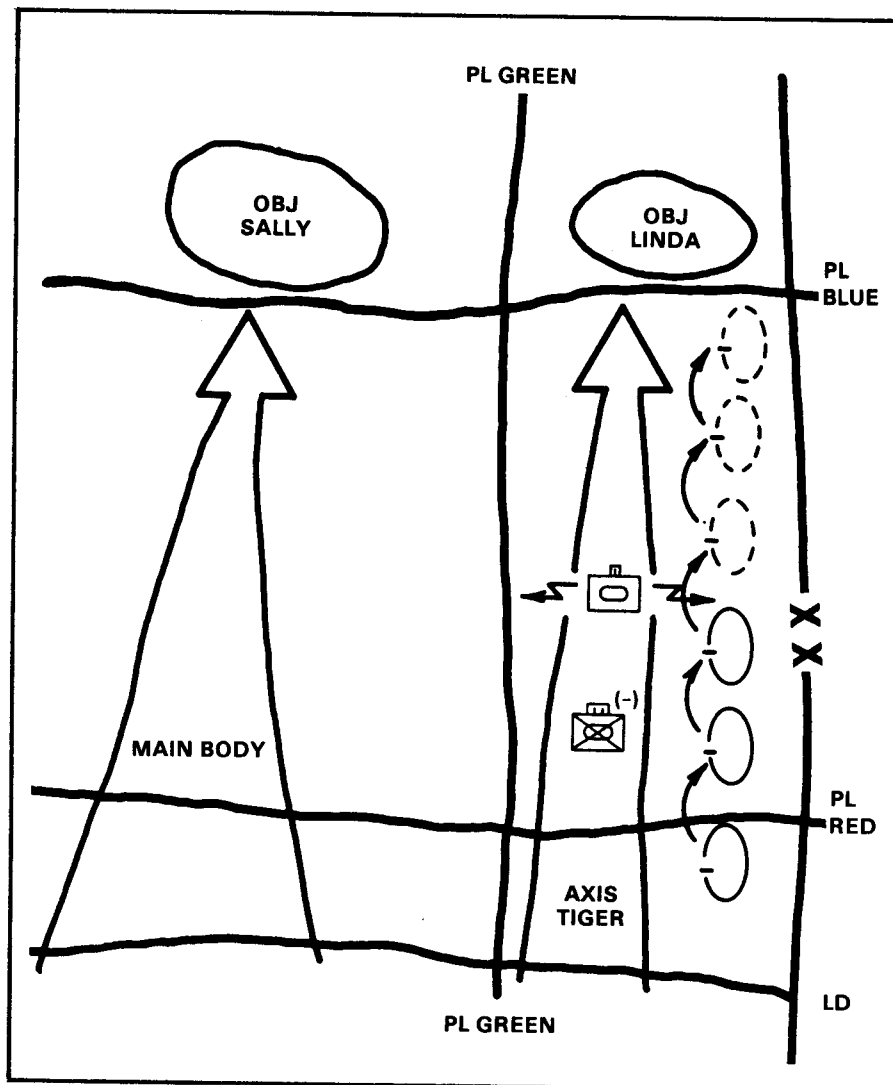 PL GREEN
OBJ
SALLY
OBJ
LINDA
PL
BLUE
X
X
(-)
MAIN BODY
PL
RED
AXIS
TIGER
LD
PL GREEN